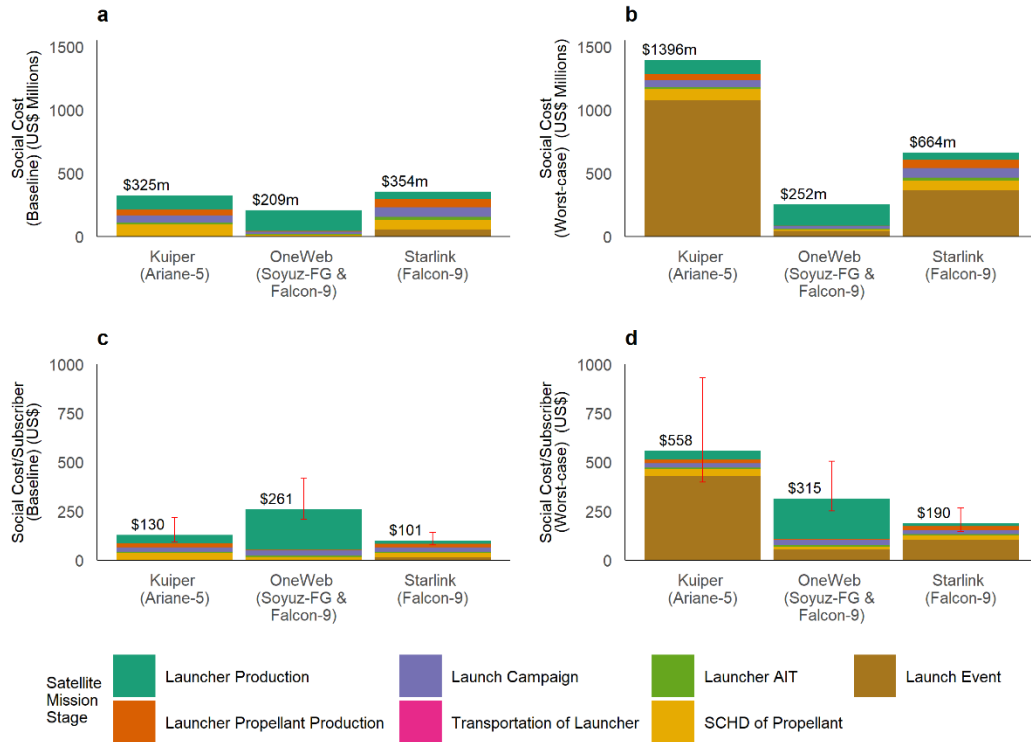 a
Social Cost
(Baseline) (US$ Millions)
1500
1000
500
0
$325m
$209m
$354m
Kuiper
(Ariane-5)
OneWeb
(Soyuz-FG &
Falcon-9)
Starlink
(Falcon-9)
b
Social Cost
(Worst-case) (US$ Millions)
1500
1000
500
0
$1396m
$252m
$664m
Kuiper
(Ariane-5)
OneWeb
(Soyuz-FG &
Falcon-9)
Starlink
(Falcon-9)
c
Social Cost/Subscriber
(Baseline) (US$)
1000
750
500
250
0
$130
$261
$101
Kuiper
(Ariane-5)
OneWeb
(Soyuz-FG &
Falcon-9)
Starlink
(Falcon-9)
d
Social Cost/Subscriber
(Worst-case) (US$)
1000
750
500
250
0
$558
$315
$190
Kuiper
(Ariane-5)
OneWeb
(Soyuz-FG &
Falcon-9)
Starlink
(Falcon-9)
Satellite
Mission
Stage
Launcher Production
Launcher Propellant Production
Launch Campaign
Transportation of Launcher
Launcher AIT
SCHD of Propellant
Launch Event